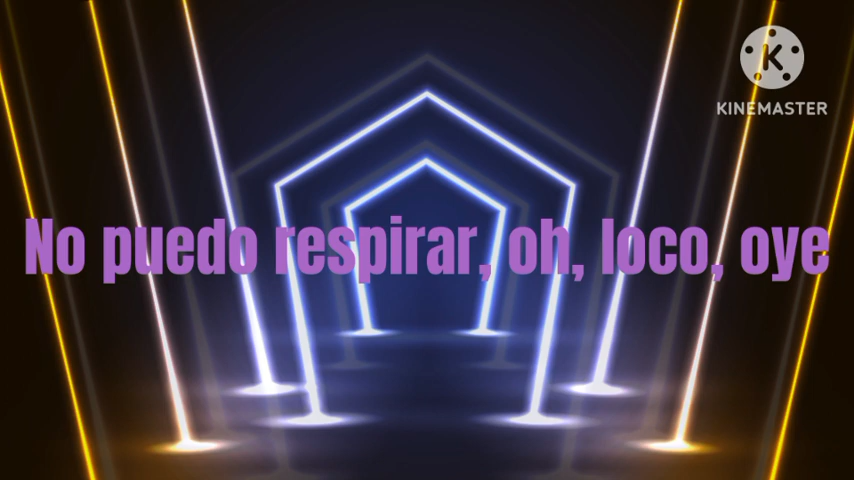 KINEMASTER
No puedo respirar, oh, loco, oye